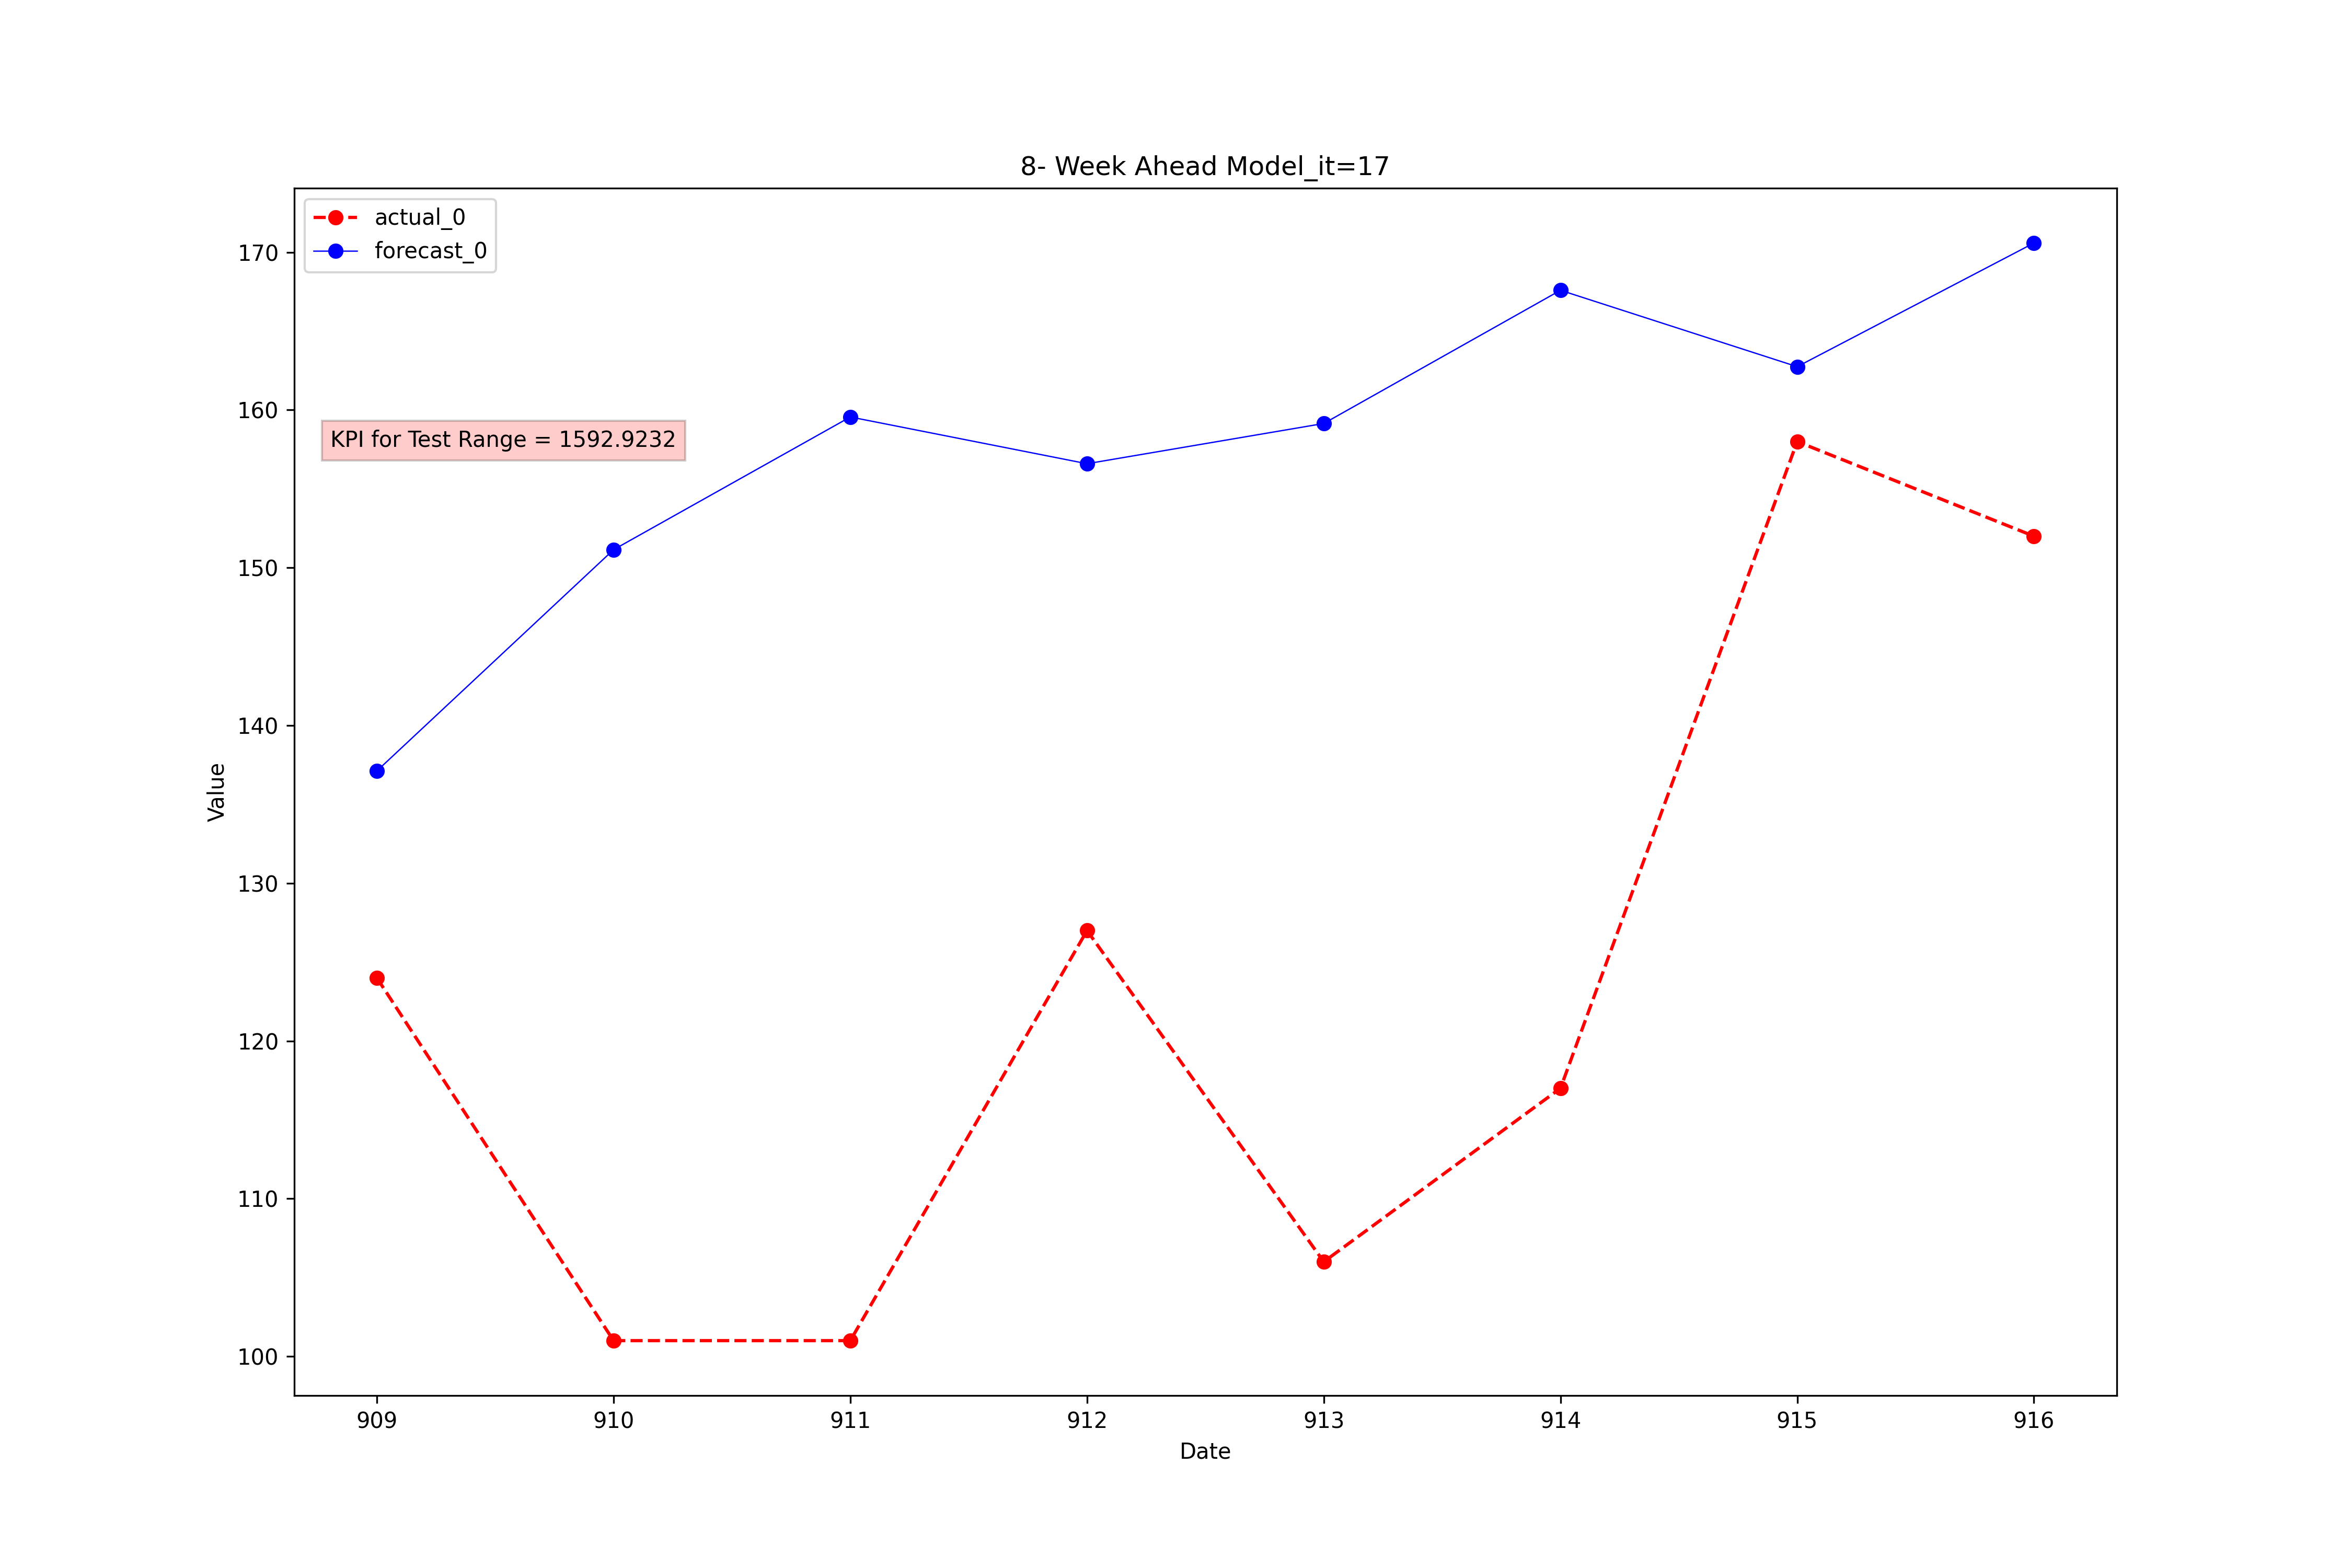 8- Week Ahead Model_it=17
actual_0
forecast_0
KPI for Test Range = 1592.9232
170
160
150
140
130
120
110
100
Value
909 910 911 912 913 914 915 916
Date